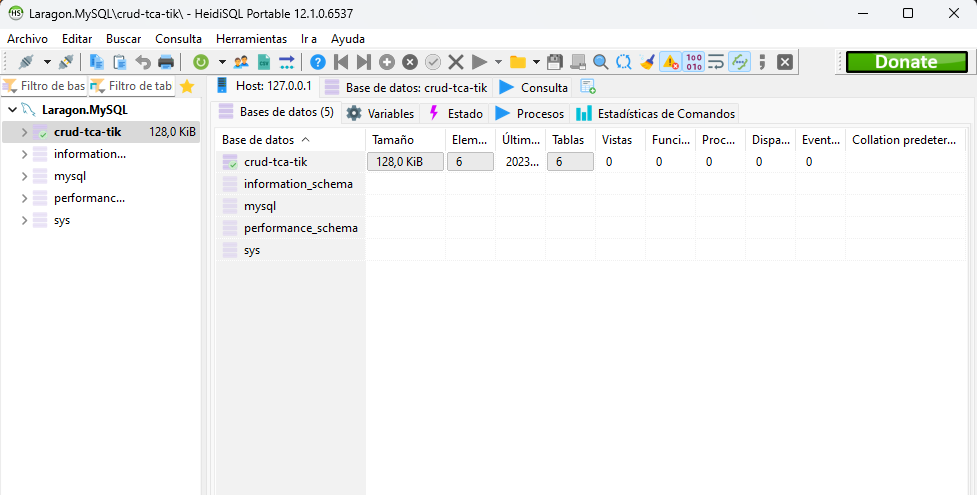 Laragon.MySQL\crud-tca-tik\ - HeidiSQL Portable 12.1.0.6537
Archivo Editar Buscar Consulta Herramientas Ir a Ayuda
Donate
Filtro de bas Filtro de tab
Host: 127.0.0.1 Base de datos: crud-tca-tik Consulta
Laragon.MySQL
crud-tca-tik 128,0 KiB
information...
mysql
performanc...
sys
Bases de datos (5) Variables Estado Procesos Estadísticas de Comandos
Base de datos Tamaño Elem... Últim... Tablas Vistas Funci... Proc... Dispa... Event... Collation predeter...
crud-tca-tik 128,0 KiB 6 2023... 6 0 0 0 0 0
information_schema
mysql
performance_schema
sys